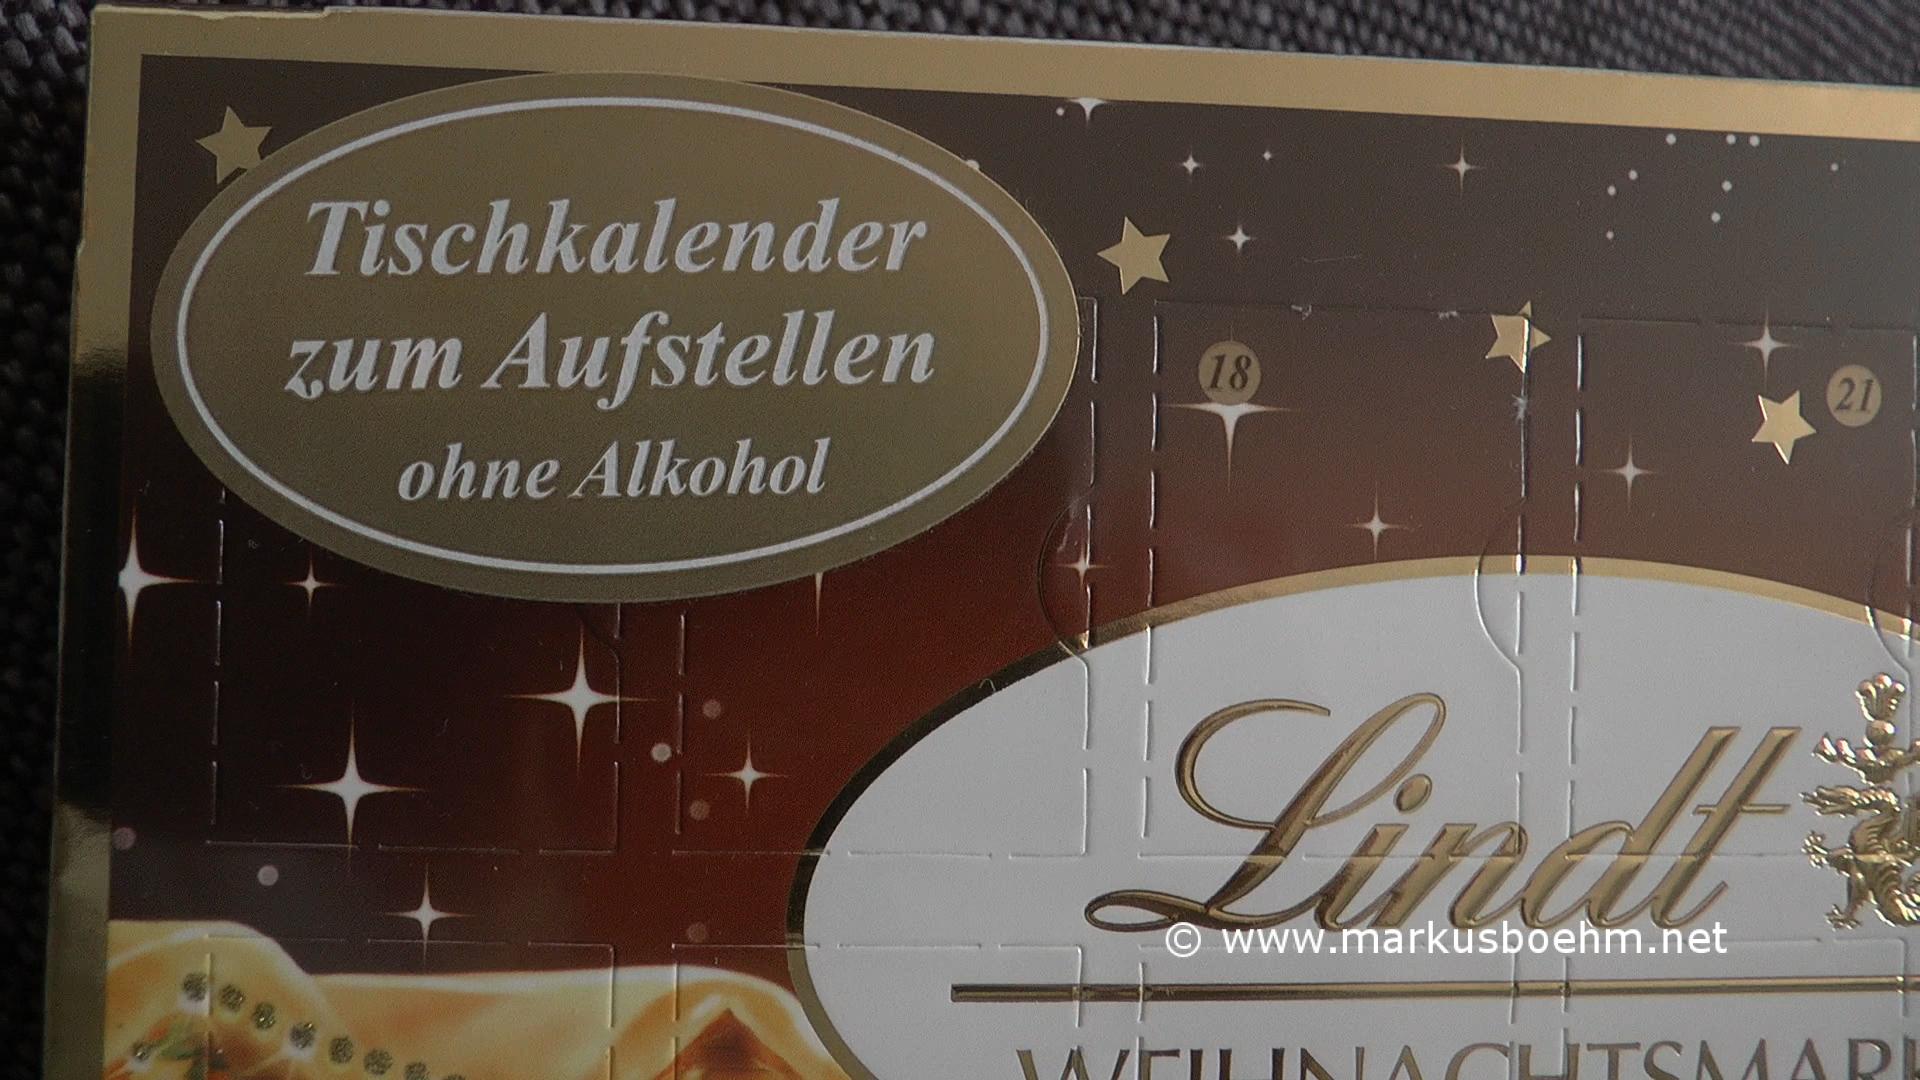 Tischkalender
zum Aufstellen
ohne Alkohol
18
21
Lindt
© www.markusboehm.net